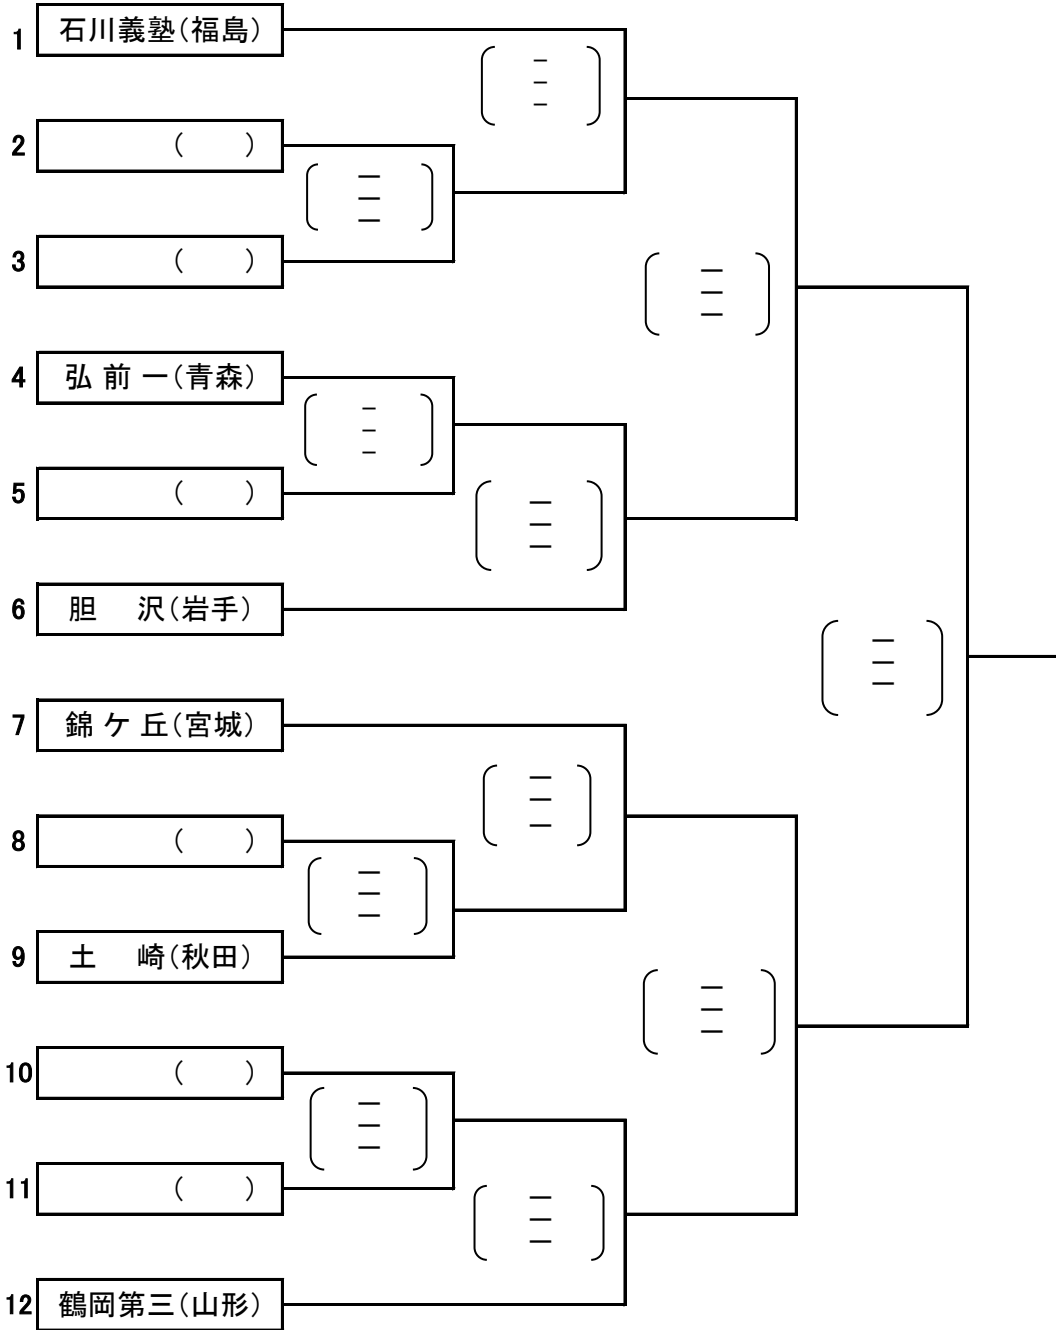 1 石川義塾(福島)
－
－
－
2 (　　)
－
－
－
3 (　　)
－
－
－
4 弘前一(青森)
－
－
－
5 (　　)
－
－
－
6 胆　沢(岩手)
－
－
－
7 錦ケ丘(宮城)
－
－
－
8 (　　)
－
－
－
9 土　崎(秋田)
－
－
－
10 (　　)
－
－
－
11 (　　)
－
－
－
12 鶴岡第三(山形)